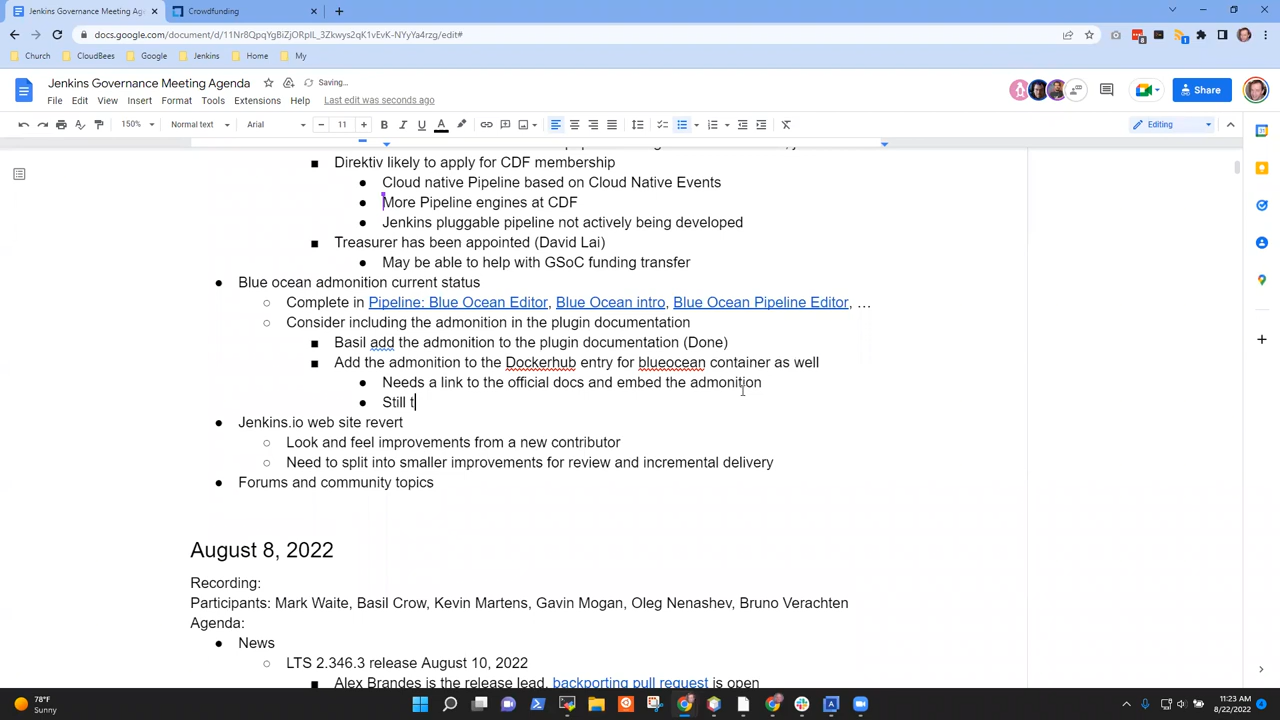 Jenkins Governance Meeting Agenda
Crowdfunding
docs.google.com/document/d/11Nr8QpqYgBiZjORpIL_3Zkwys2qK1vEvK-NYyYa4rzg/edit#
Church CloudBees Google Jenkins Home My
Jenkins Governance Meeting Agenda Saving…
File Edit View Insert Format Tools Extensions Help Last edit was seconds ago
Share
150% Normal text Arial 11 B I U A Editing
Direktiv likely to apply for CDF membership
Cloud native Pipeline based on Cloud Native Events
More Pipeline engines at CDF
Jenkins pluggable pipeline not actively being developed
Treasurer has been appointed (David Lai)
May be able to help with GSoC funding transfer
Blue ocean admonition current status
Complete in Pipeline: Blue Ocean Editor, Blue Ocean intro, Blue Ocean Pipeline Editor, …
Consider including the admonition in the plugin documentation
Basil add the admonition to the plugin documentation (Done)
Add the admonition to the Dockerhub entry for blueocean container as well
Needs a link to the official docs and embed the admonition
Still t
Jenkins.io web site revert
Look and feel improvements from a new contributor
Need to split into smaller improvements for review and incremental delivery
Forums and community topics
August 8, 2022
Recording:
Participants: Mark Waite, Basil Crow, Kevin Martens, Gavin Mogan, Oleg Nenashev, Bruno Verachten
Agenda:
News
LTS 2.346.3 release August 10, 2022
Alex Brandes is the release lead, backporting pull request is open
78°F
Sunny
11:23 AM
8/22/2022